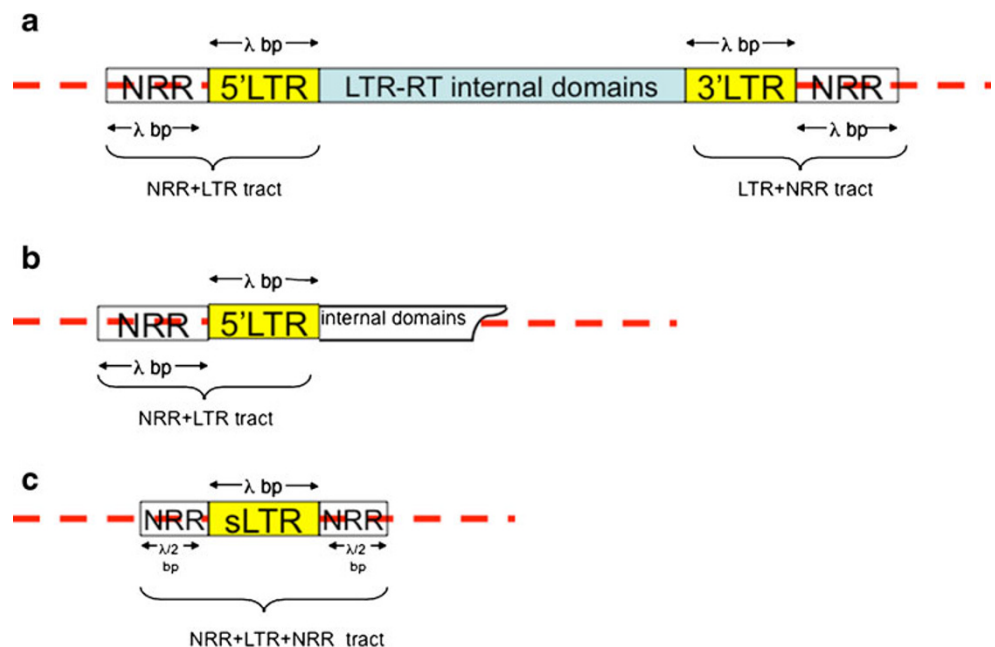 a
λ bp λ bp
NRR 5'LTR LTR-RT internal domains 3'LTR NRR
λ bp λ bp
NRR+LTR tract LTR+NRR tract
b
λ bp
NRR 5'LTR internal domains
λ bp
NRR+LTR tract
c
λ bp
NRR sLTR NRR
λ/2 λ/2
bp bp
NRR+LTR+NRR tract